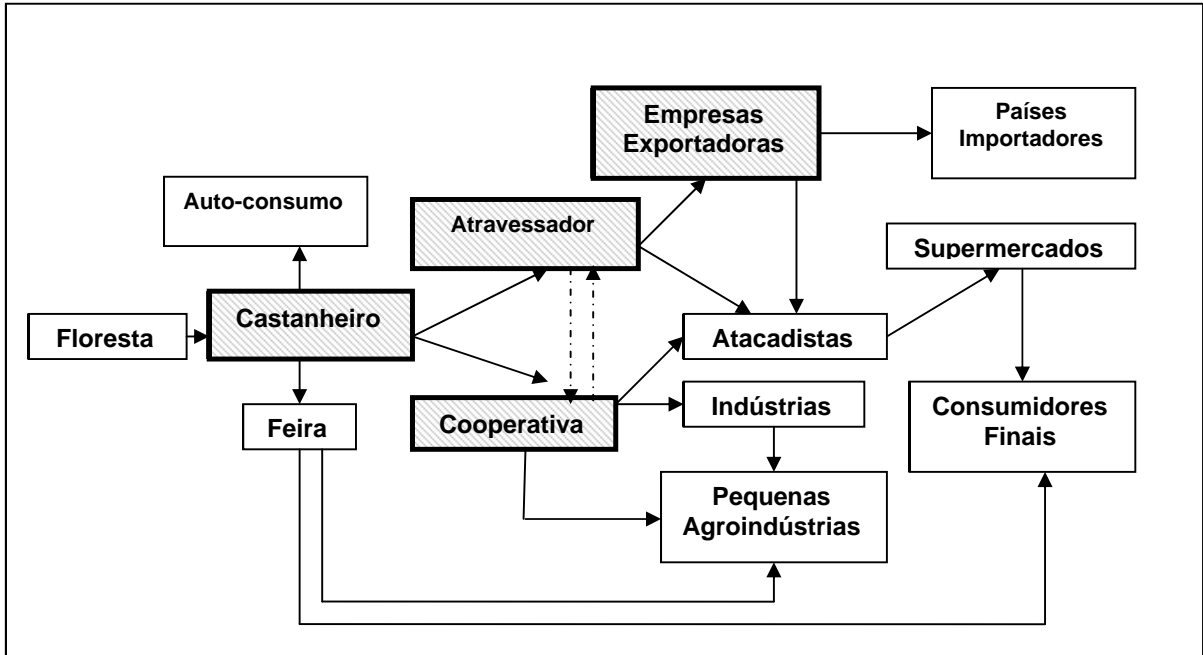 Empresas
Exportadoras
Países
Importadores
Auto-consumo
Atravessador
Supermercados
Floresta
Castanheiro
Atacadistas
Feira
Cooperativa
Indústrias
Consumidores
Finais
Pequenas
Agroindústrias